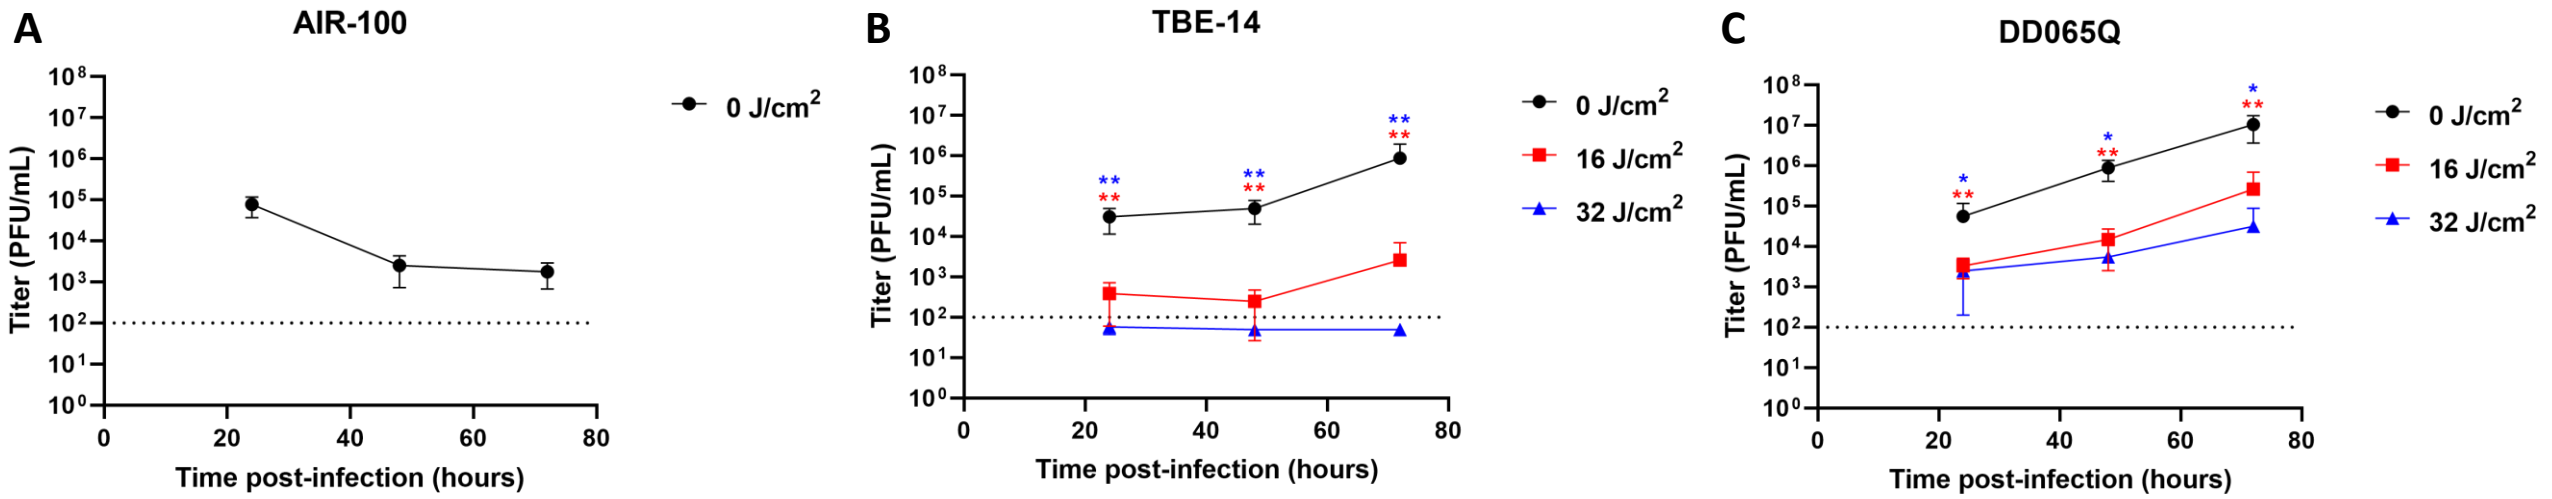 A
AIR-100
Titer (PFU/mL)
10⁸
10⁷
10⁶
10⁵
10⁴
10³
10²
10¹
10⁰
0 20 40 60 80
Time post-infection (hours)
0 J/cm²
B
TBE-14
Titer (PFU/mL)
10⁸
10⁷
10⁶
10⁵
10⁴
10³
10²
10¹
10⁰
** ** **
** ** **
0 20 40 60 80
Time post-infection (hours)
0 J/cm²
16 J/cm²
32 J/cm²
C
DD065Q
Titer (PFU/mL)
10⁸
10⁷
10⁶
10⁵
10⁴
10³
10²
10¹
10⁰
* * *
** ** **
0 20 40 60 80
Time post-infection (hours)
0 J/cm²
16 J/cm²
32 J/cm²